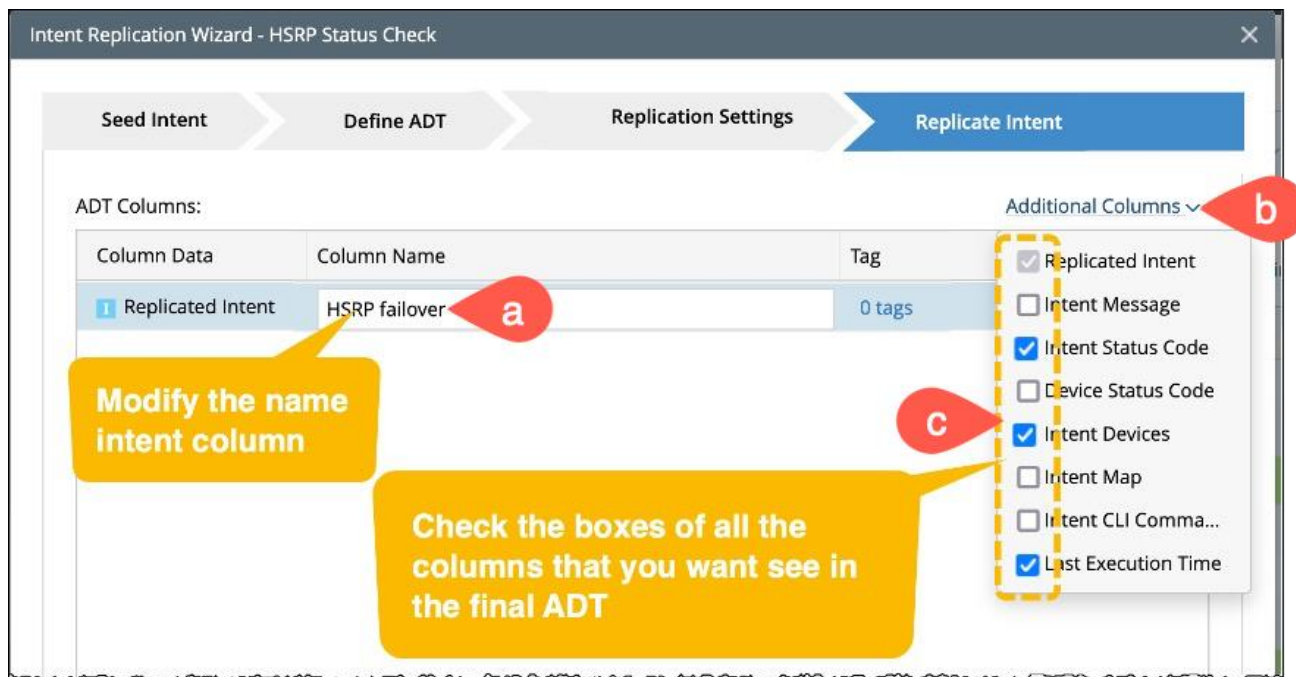 Intent Replication Wizard - HSRP Status Check
Seed Intent
Define ADT
Replication Settings
Replicate Intent
ADT Columns:
Additional Columns
b
Column Data
Column Name
Tag
Replicated Intent
HSRP failover
a
0 tags
Replicated Intent
Intent Message
Intent Status Code
Device Status Code
Intent Devices
Intent Map
Intent CLI Comma...
Last Execution Time
c
Modify the name
intent column
Check the boxes of all the
columns that you want see in
the final ADT